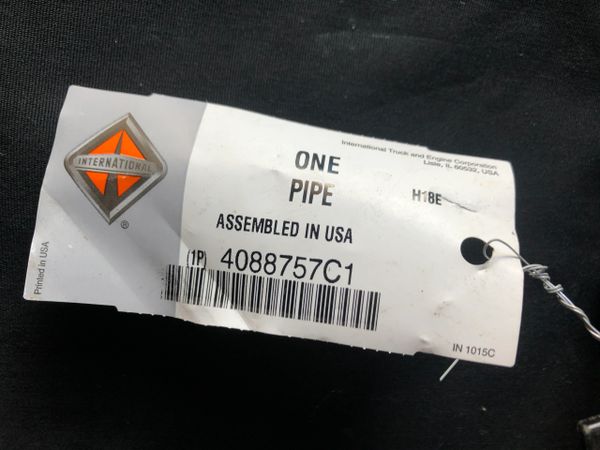 INTERNATIONAL
®
International Truck and Engine Corporation
Lisle, IL 60532, USA
ONE
PIPE
H18E
ASSEMBLED IN USA
(1P) 4088757C1
Printed in USA
IN 1015C